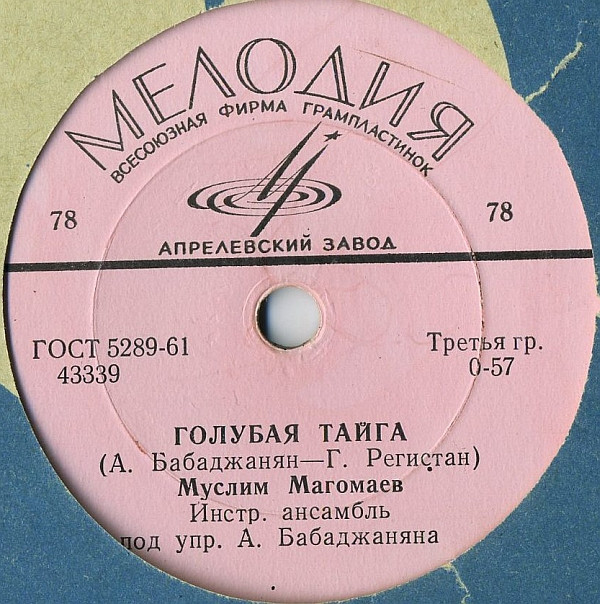 МЕЛОДИЯ
ВСЕСОЮЗНАЯ ФИРМА ГРАМПЛАСТИНОК
78
78
АПРЕЛЕВСКИЙ ЗАВОД
ГОСТ 5289-61
43339
Третья гр.
0-57
ГОЛУБАЯ ТАЙГА
(А. Бабаджанян—Г. Регистан)
Муслим Магомаев
Инстр. ансамбль
под упр. А. Бабаджаняна